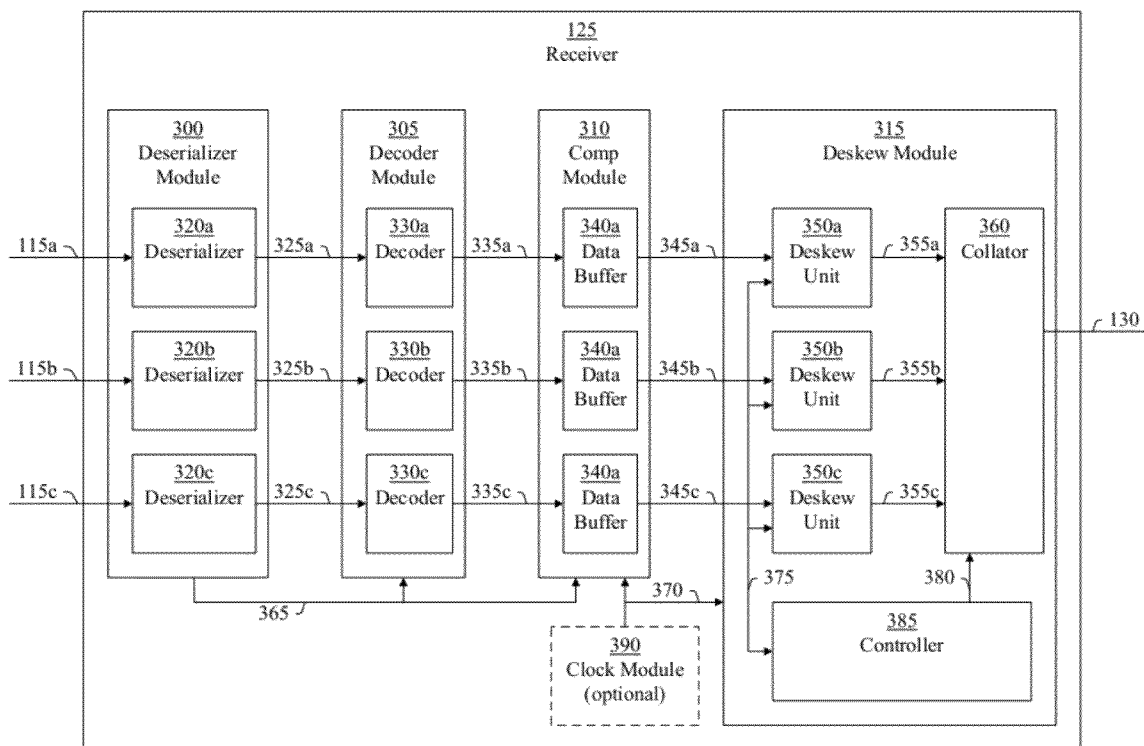 125
Receiver
300
Deserializer
Module
305
Decoder
Module
310
Comp
Module
315
Deskew Module
115a
320a
Deserializer
325a
330a
Decoder
335a
340a
Data
Buffer
345a
350a
Deskew
Unit
355a
360
Collator
130
115b
320b
Deserializer
325b
330b
Decoder
335b
340a
Data
Buffer
345b
350b
Deskew
Unit
355b
115c
320c
Deserializer
325c
330c
Decoder
335c
340a
Data
Buffer
345c
350c
Deskew
Unit
355c
365
370
375
380
390
Clock Module
(optional)
385
Controller